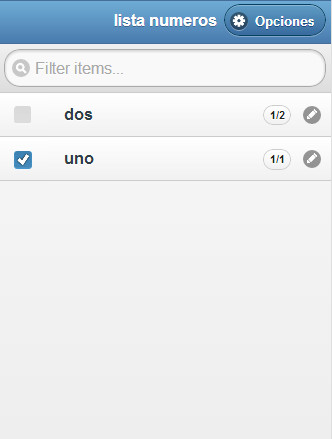 lista numeros Opciones
Filter items...
dos 1/2
uno 1/1